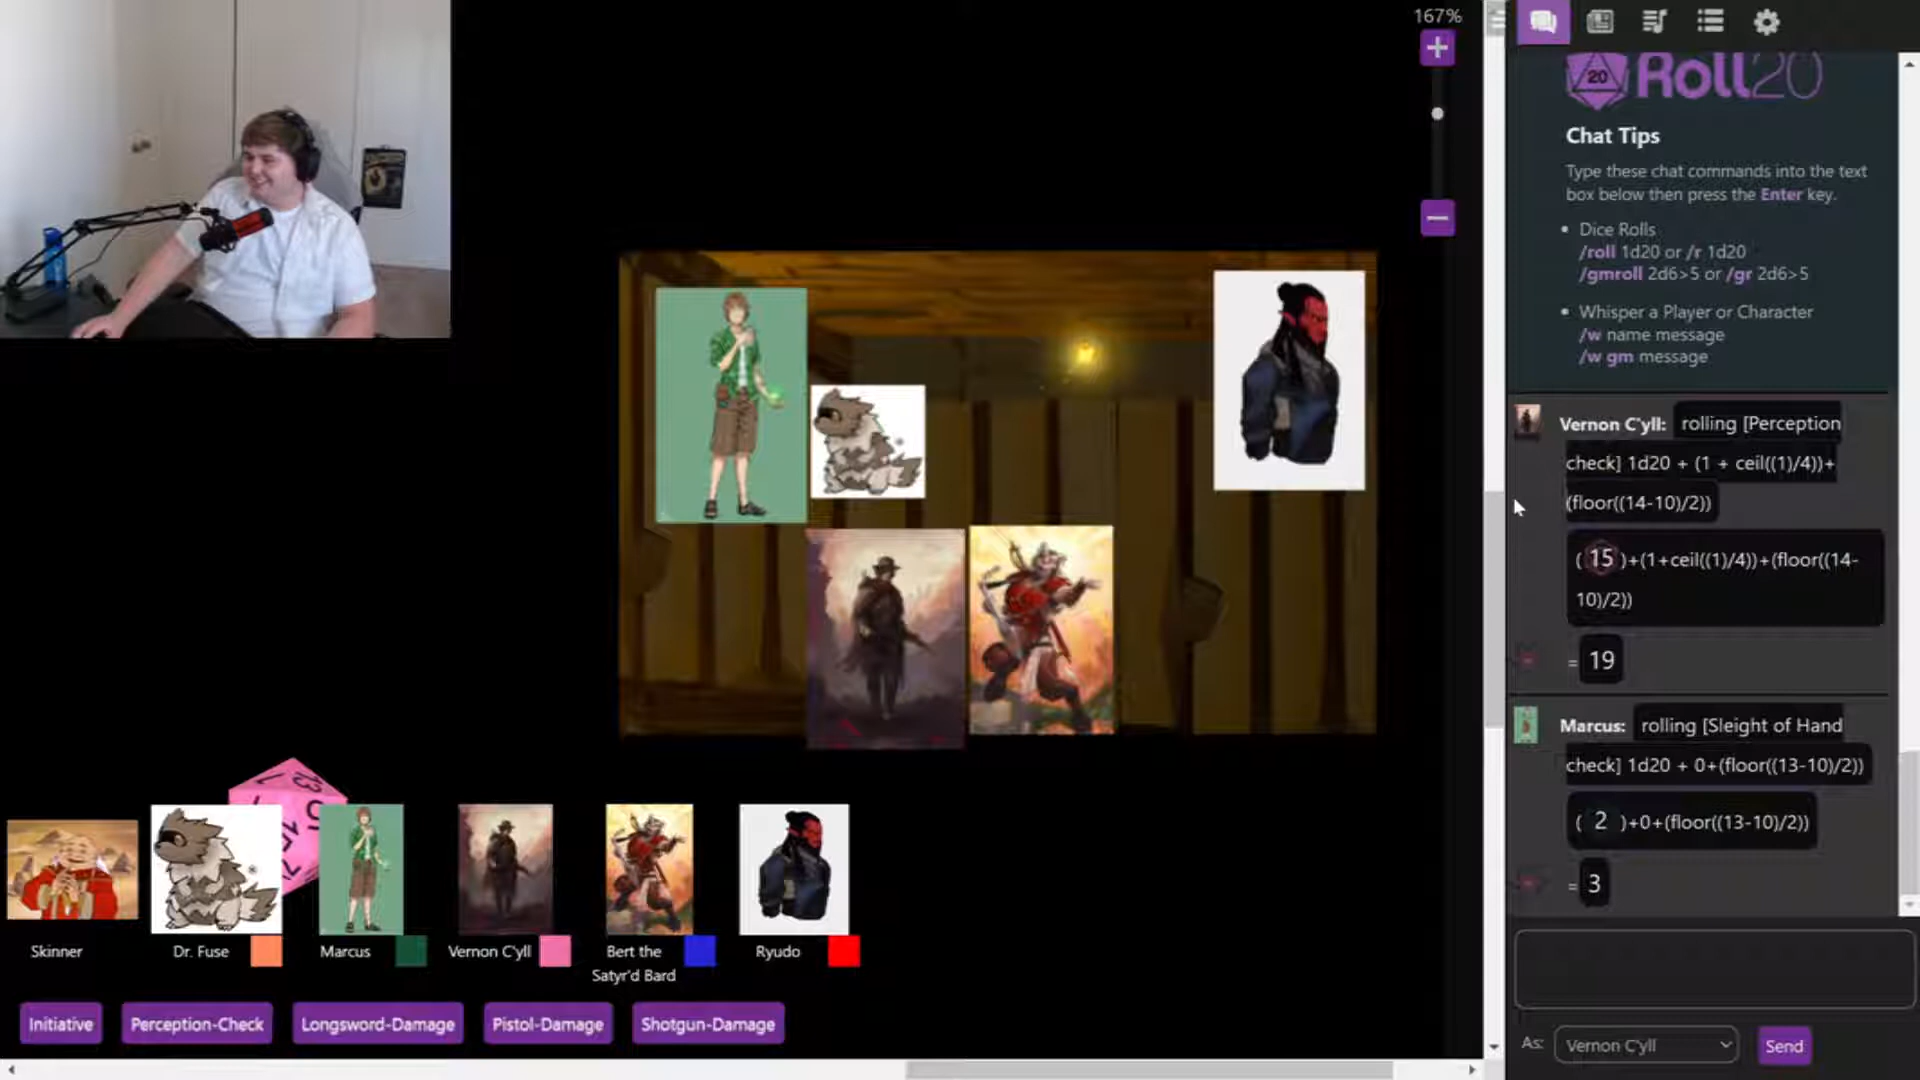 167%
20
Roll20
Chat Tips
Type these chat commands into the text
box below then press the Enter key.
• Dice Rolls
/roll 1d20 or /r 1d20
/gmroll 2d6>5 or /gr 2d6>5
• Whisper a Player or Character
/w name message
/w gm message
Vernon C'yll: rolling [Perception
check] 1d20 + (1 + ceil((1)/4))+
(floor((14-10)/2))
( 15 )+(1+ceil((1)/4))+(floor((14-
10)/2))
= 19
Marcus: rolling [Sleight of Hand
check] 1d20 + 0+(floor((13-10)/2))
( 2 )+0+(floor((13-10)/2))
= 3
Skinner
Dr. Fuse
Marcus
Vernon C'yll
Bert the
Satyr'd Bard
Ryudo
Initiative
Perception-Check
Longsword-Damage
Pistol-Damage
Shotgun-Damage
As:
Vernon C'yll
Send